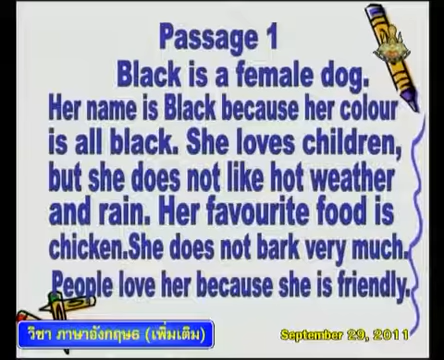 Passage 1
Black is a female dog.
Her name is Black because her colour
is all black. She loves children,
but she does not like hot weather
and rain. Her favourite food is
chicken.She does not bark very much.
People love her because she is friendly.
วิชา ภาษาอังกฤษ6 (เพิ่มเติม)
September 29, 2011